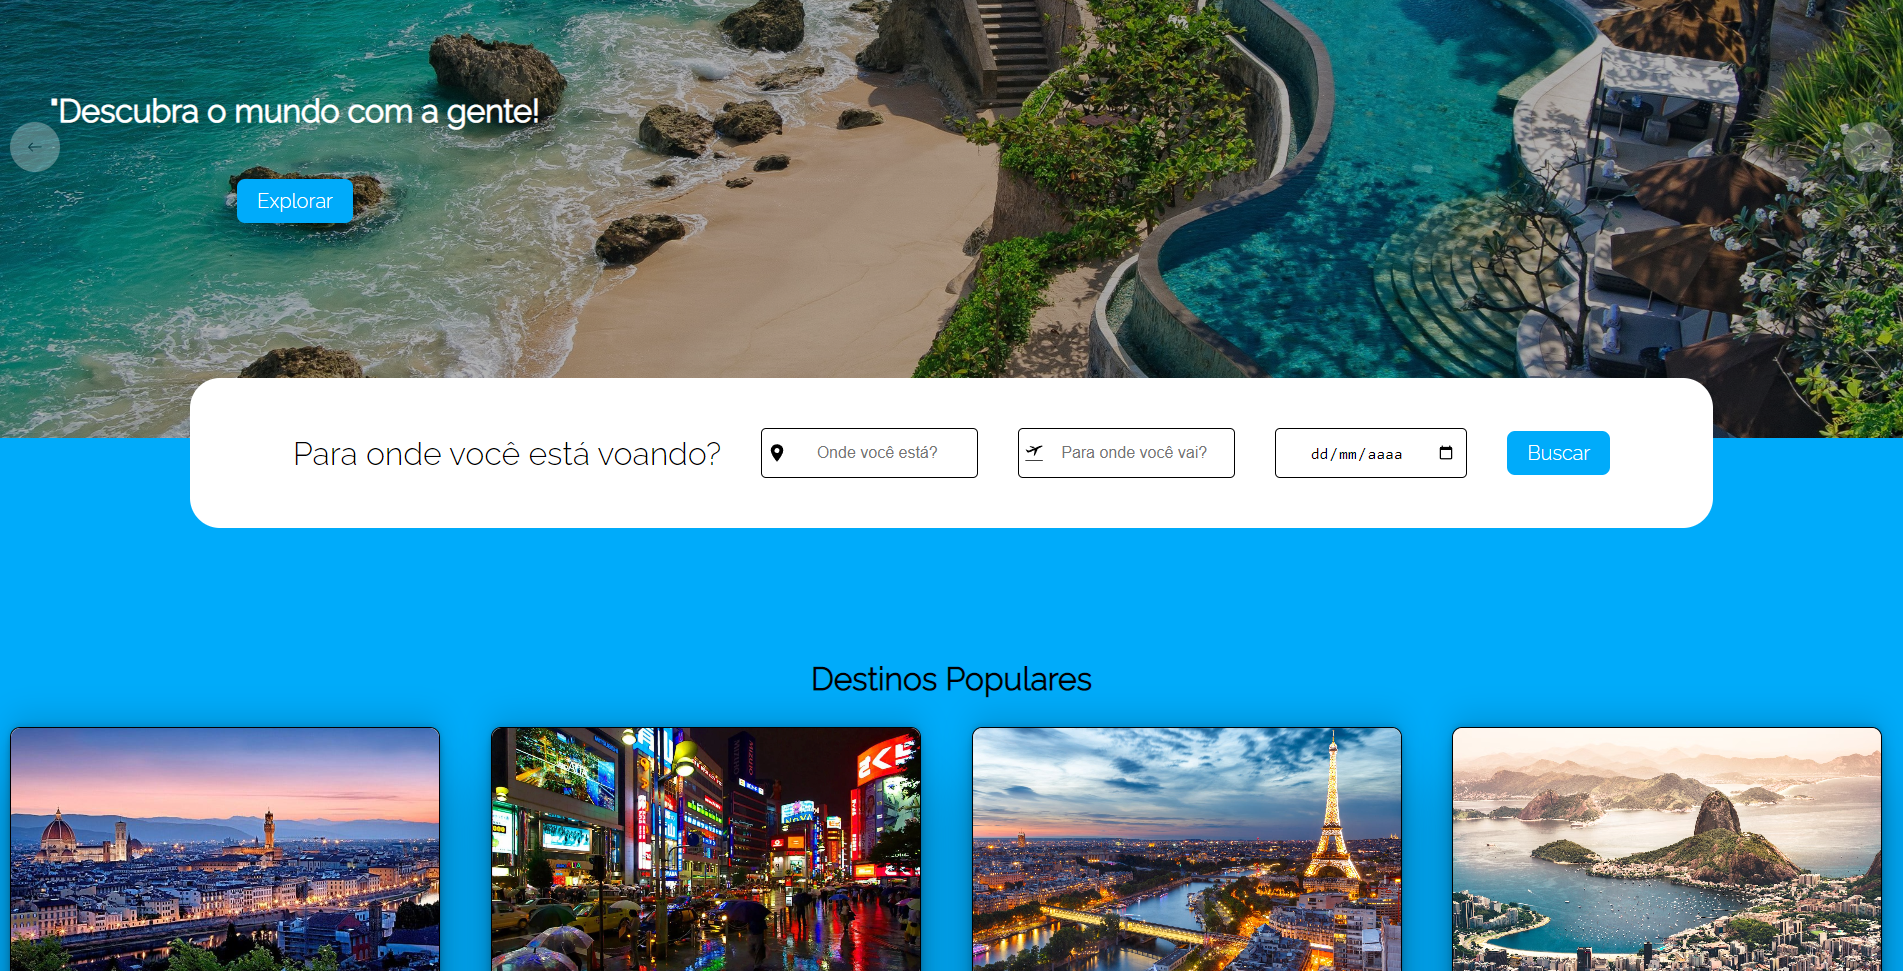 "Descubra o mundo com a gente!
Explorar
Para onde você está voando?
Onde você está?
Para onde você vai?
dd/mm/aaaa
Buscar
Destinos Populares